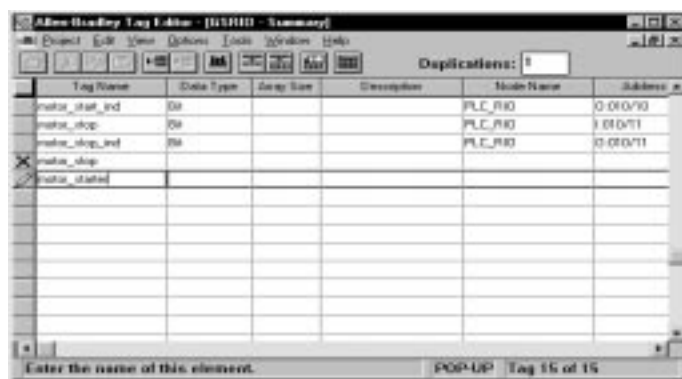 Allen-Bradley Tag Editor - [GSRIO - Summary]
Project Edit View Options Tools Window Help
Duplications: 1
Tag Name Data Type Array Size Description Node Name Address
motor_start_ind Bit PLC_RIO O:010/10
motor_stop Bit PLC_RIO I:010/11
motor_stop_ind Bit PLC_RIO O:010/11
motor_stop
motor_starter
Enter the name of this element. POP-UP Tag 15 of 15